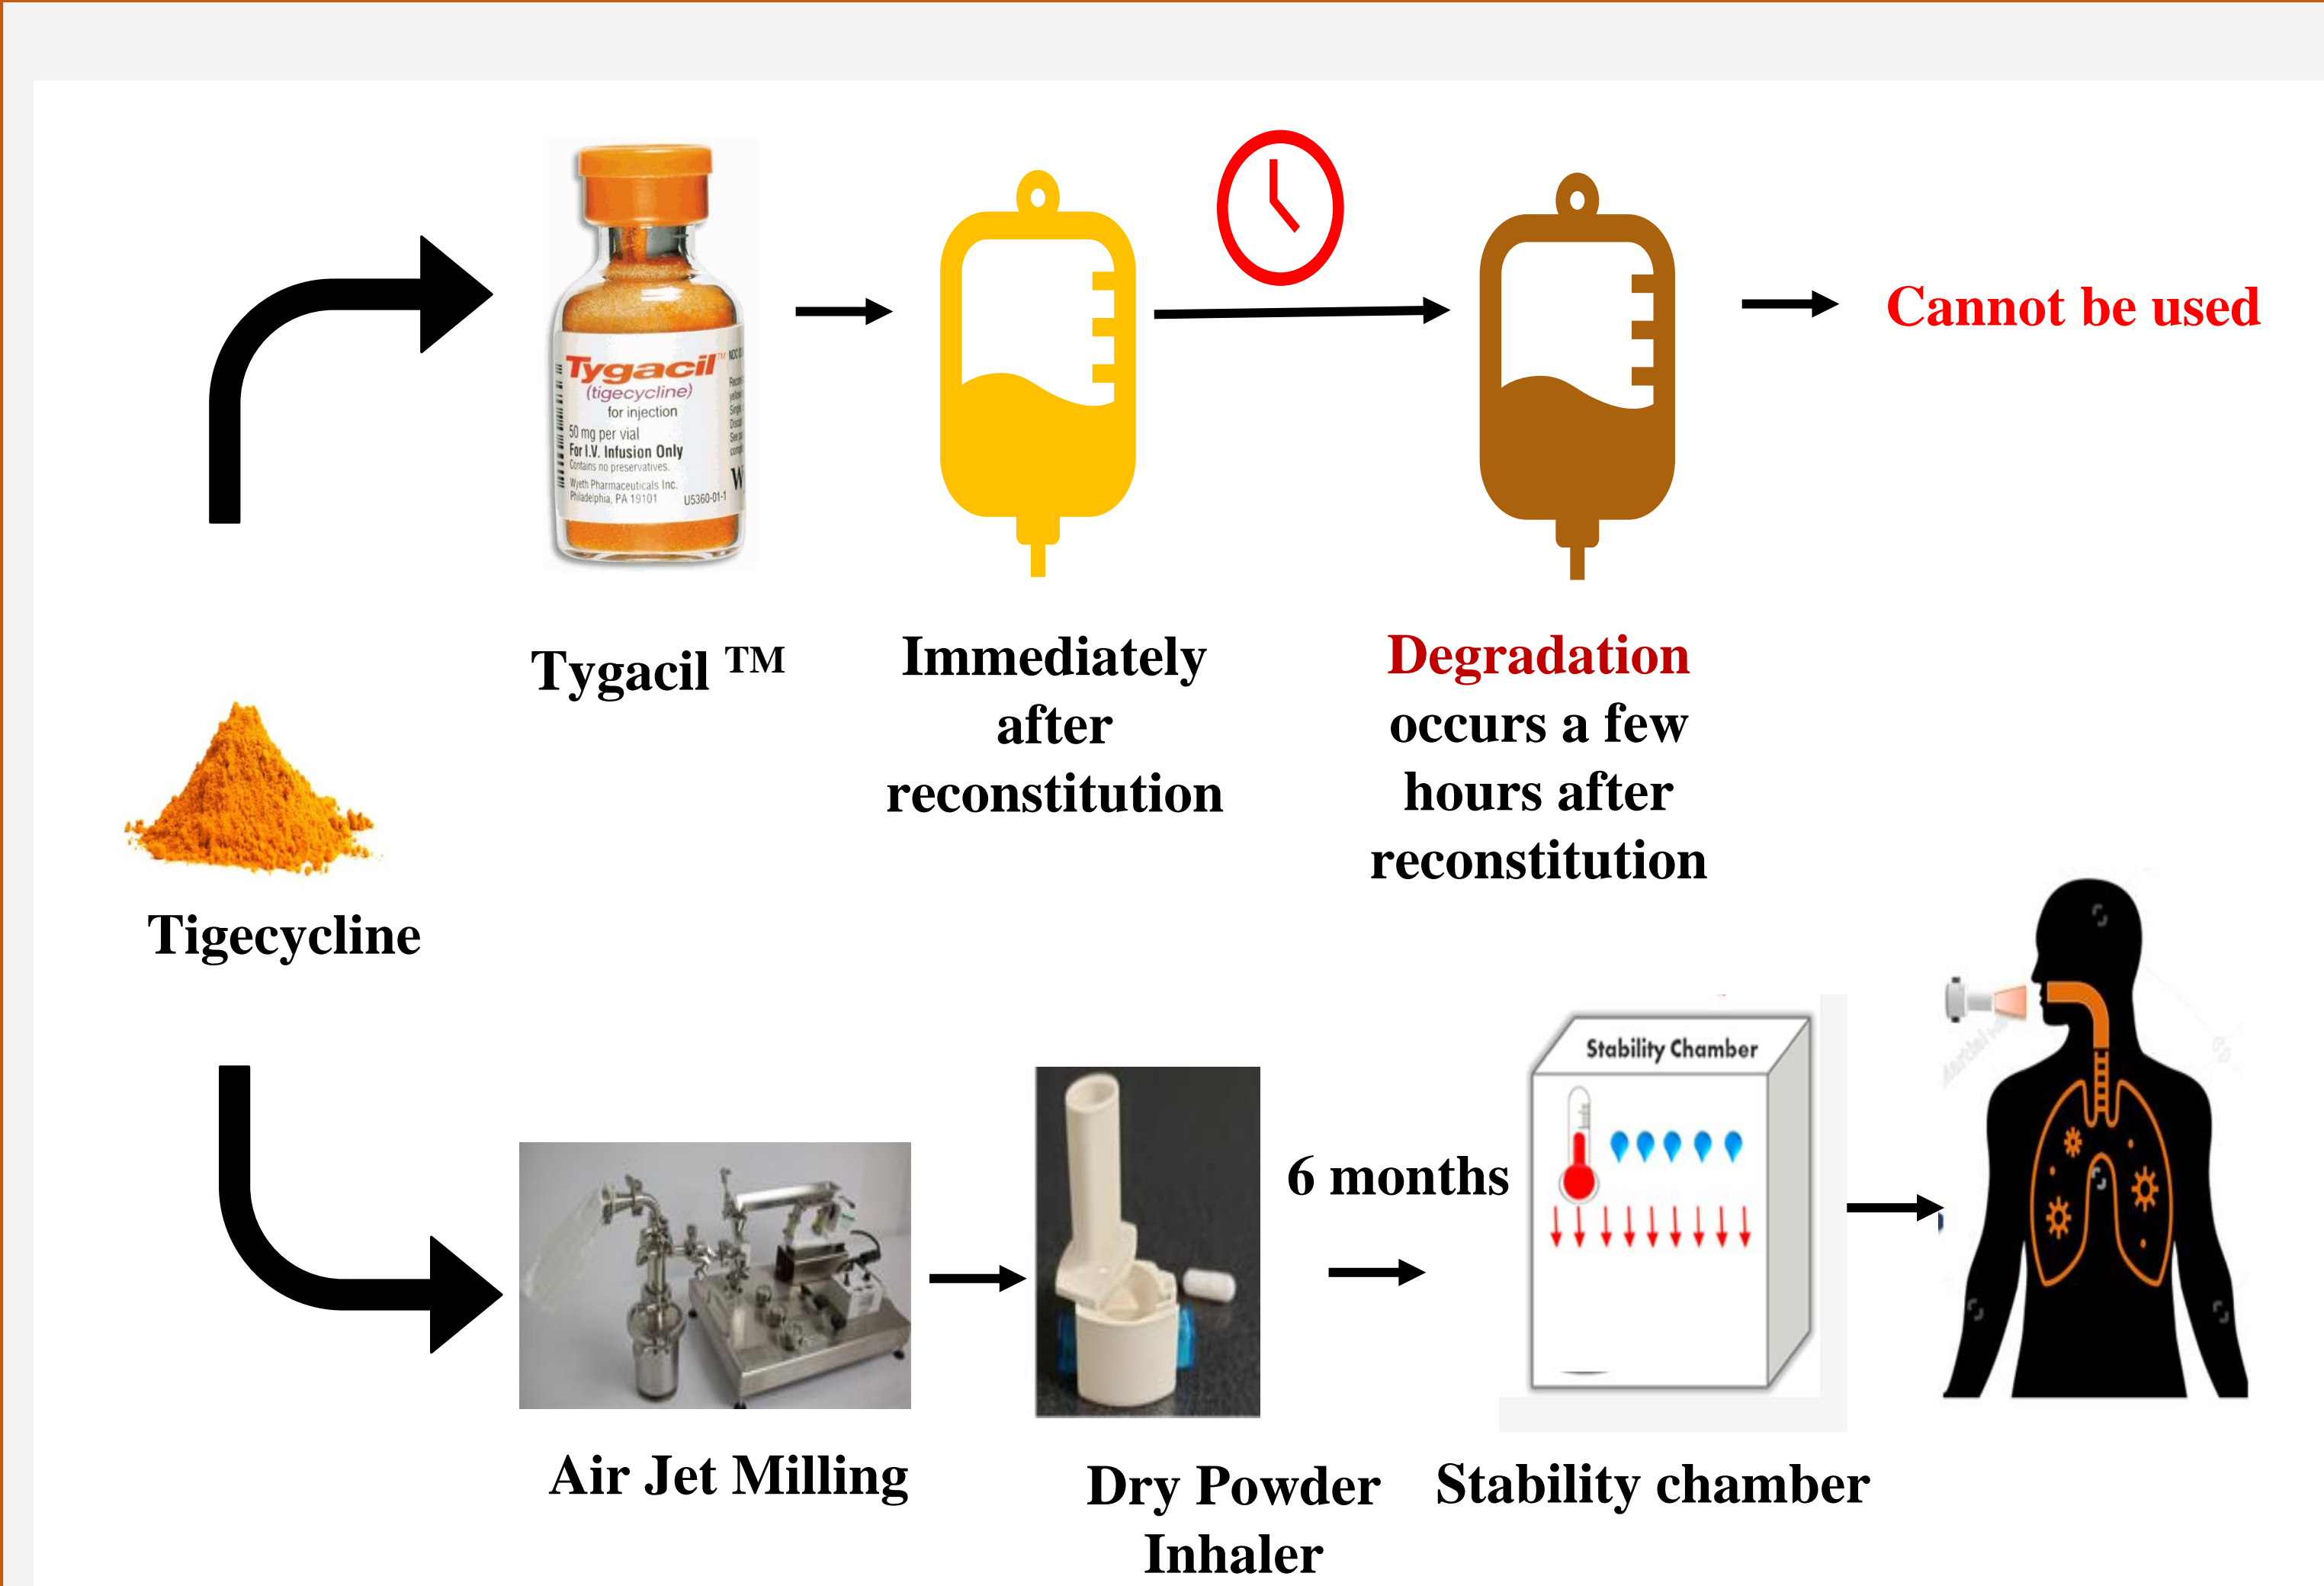 Tygacil™
(tigecycline)
for injection
50 mg per vial
For I.V. Infusion Only
Contains no preservatives.
Wyeth Pharmaceuticals Inc.
Philadelphia, PA 19101
U5360-01-1
Cannot be used
Tygacil TM
Immediately
after
reconstitution
Degradation
occurs a few
hours after
reconstitution
Tigecycline
6 months
Stability Chamber
Air Jet Milling
Dry Powder
Inhaler
Stability chamber